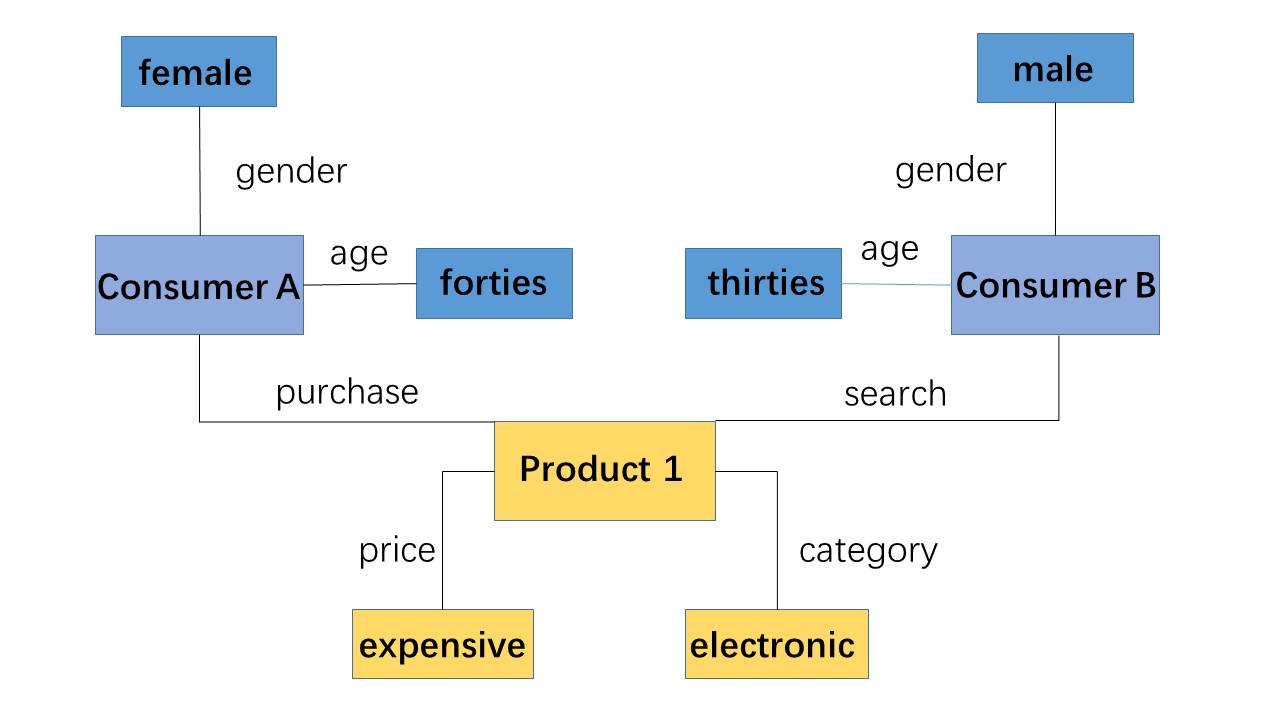 female
male
gender
gender
age
age
Consumer A
forties
thirties
Consumer B
purchase
search
Product 1
price
category
expensive
electronic